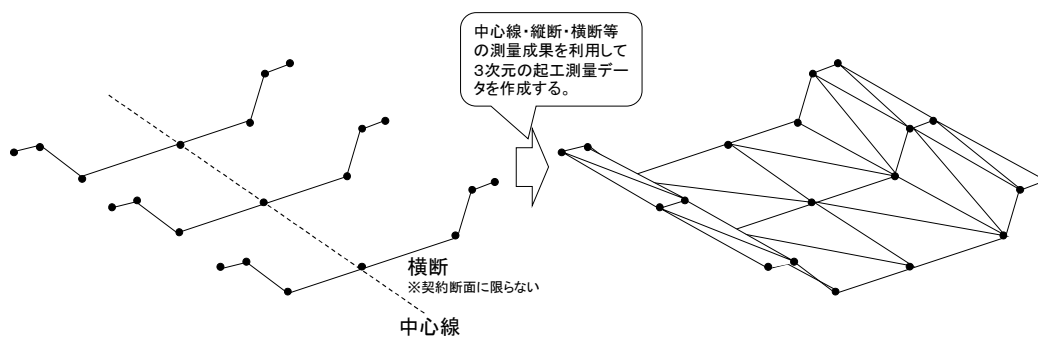 中心線・縦断・横断等
の測量成果を利用して
3次元の起工測量デー
タを作成する。
横断
※契約断面に限らない
中心線